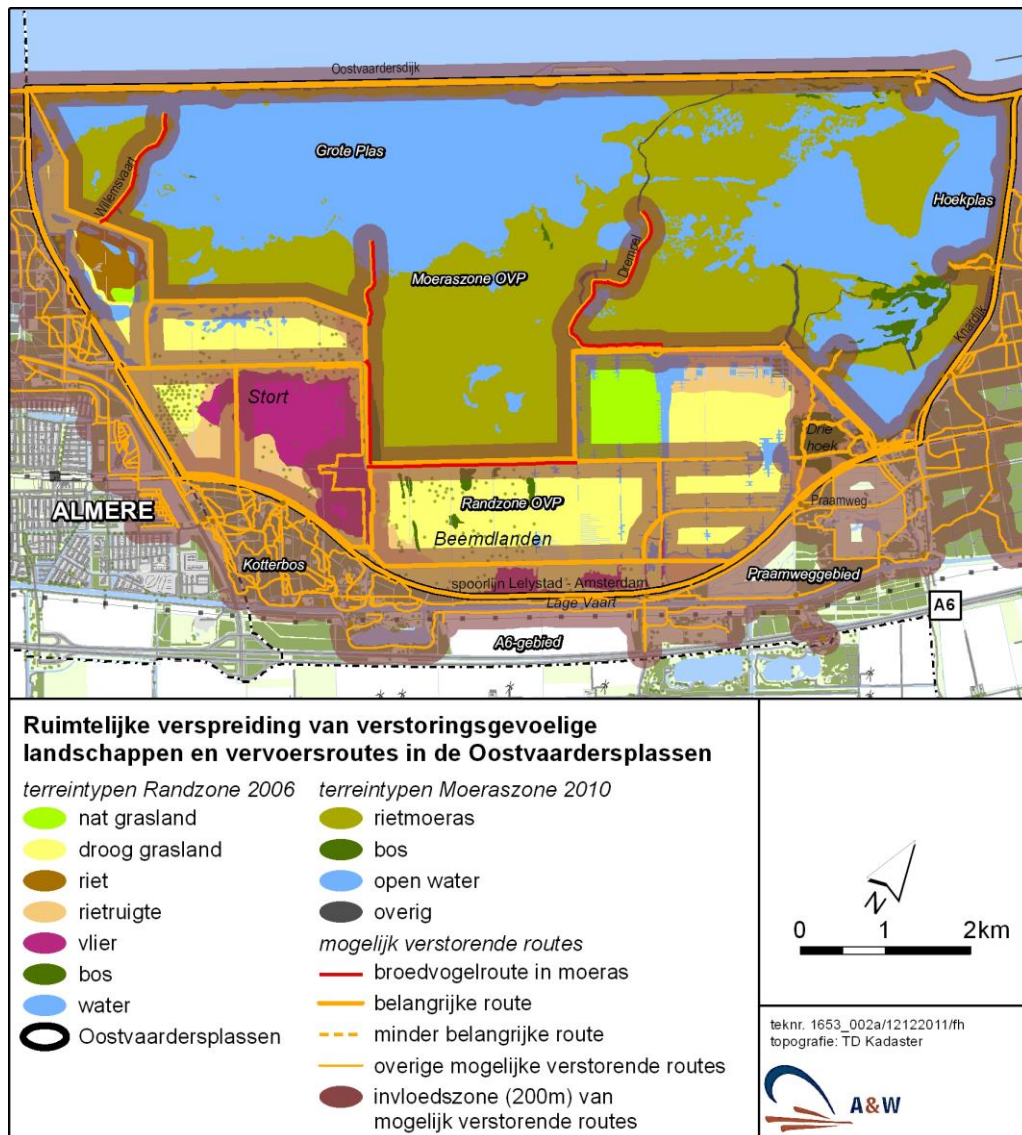 Oostvaardersdijk
Grote Plas
Willemsvaart
Hoekplas
Drempel
Moeraszone OVP
Knardijk
Stort
Drie
hoek
Randzone OVP
Praamweg
ALMERE
Beemdlanden
Kotterbos
spoorlijn Lelystad - Amsterdam
Praamweggebied
Lage Vaart
A6
A6-gebied
Ruimtelijke verspreiding van verstoringsgevoelige
landschappen en vervoersroutes in de Oostvaardersplassen
terreintypen Randzone 2006
nat grasland
droog grasland
riet
rietruigte
vlier
bos
water
Oostvaardersplassen
terreintypen Moeraszone 2010
rietmoeras
bos
open water
overig
mogelijk verstorende routes
broedvogelroute in moeras
belangrijke route
minder belangrijke route
overige mogelijke verstorende routes
invloedszone (200m) van
mogelijk verstorende routes
N
0 1 2km
teknr. 1653_002a/12122011/fh
topografie: TD Kadaster
A&W